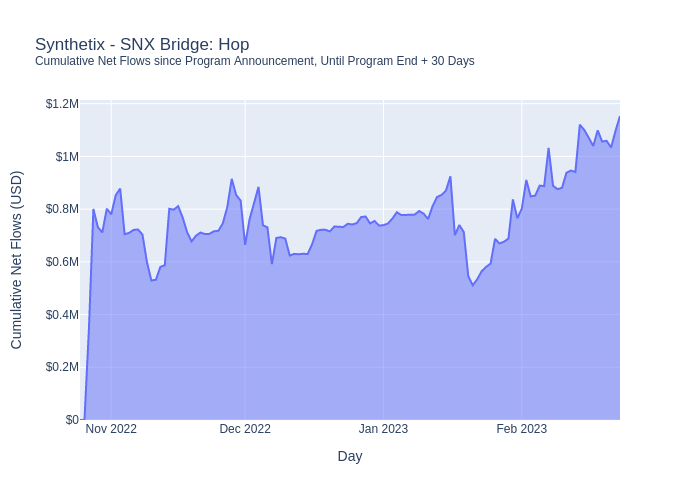 Synthetix - SNX Bridge: Hop
Cumulative Net Flows since Program Announcement, Until Program End + 30 Days
Cumulative Net Flows (USD)
$1.2M
$1M
$0.8M
$0.6M
$0.4M
$0.2M
$0
Nov 2022
Dec 2022
Jan 2023
Feb 2023
Day